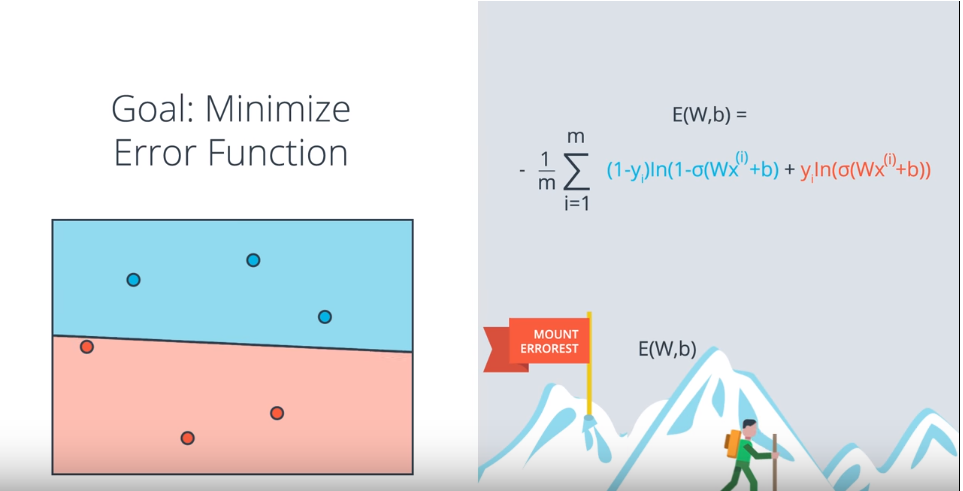 Goal: Minimize
Error Function
E(W,b) =
- 1/m m∑i=1 (1-yᵢ)ln(1-σ(Wx⁽ⁱ⁾+b) + yᵢln(σ(Wx⁽ⁱ⁾+b))
MOUNT
ERROREST
E(W,b)